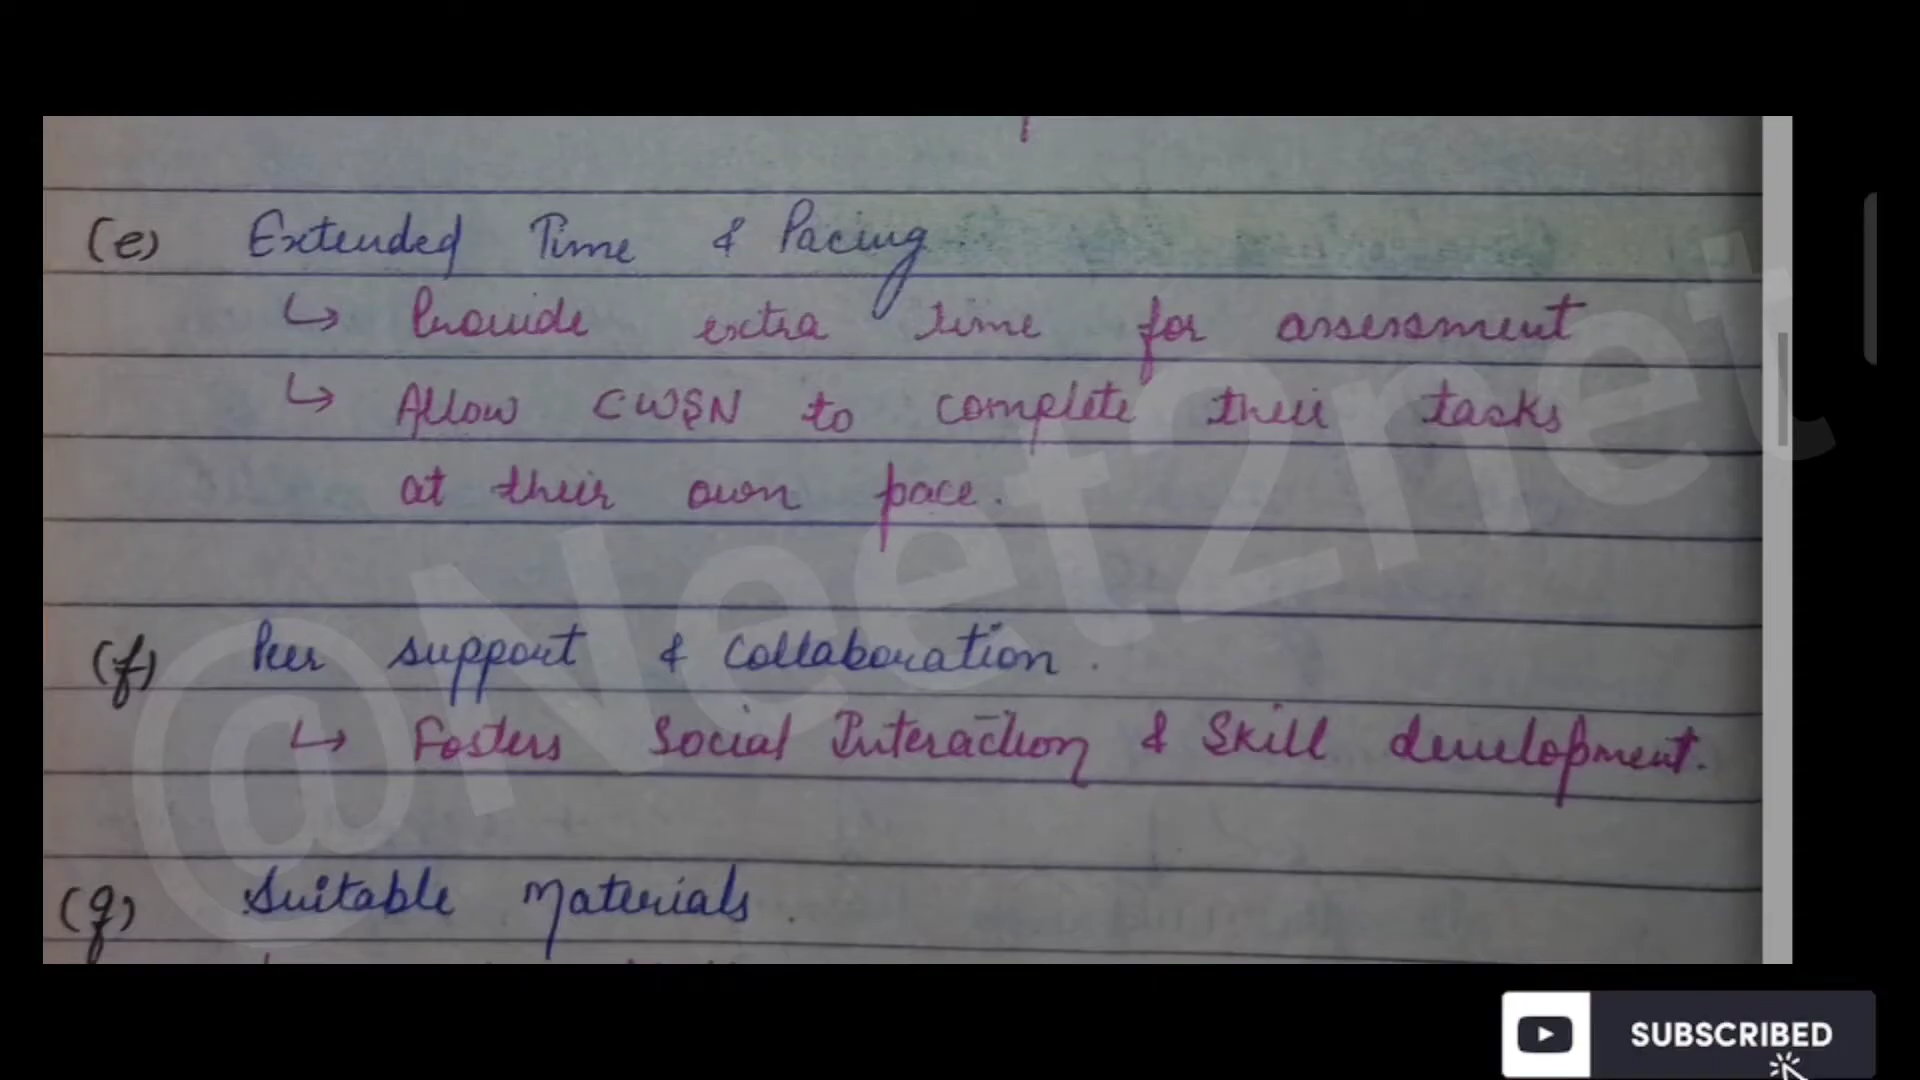 (e) Extended Time & Pacing
↳ Provide extra time for assessment
↳ Allow CWSN to complete their tasks
at their own pace.
(f) Peer support & Collaboration.
↳ Fosters Social Interaction & Skill development.
(g) Suitable Materials.
@Neet2net
SUBSCRIBED